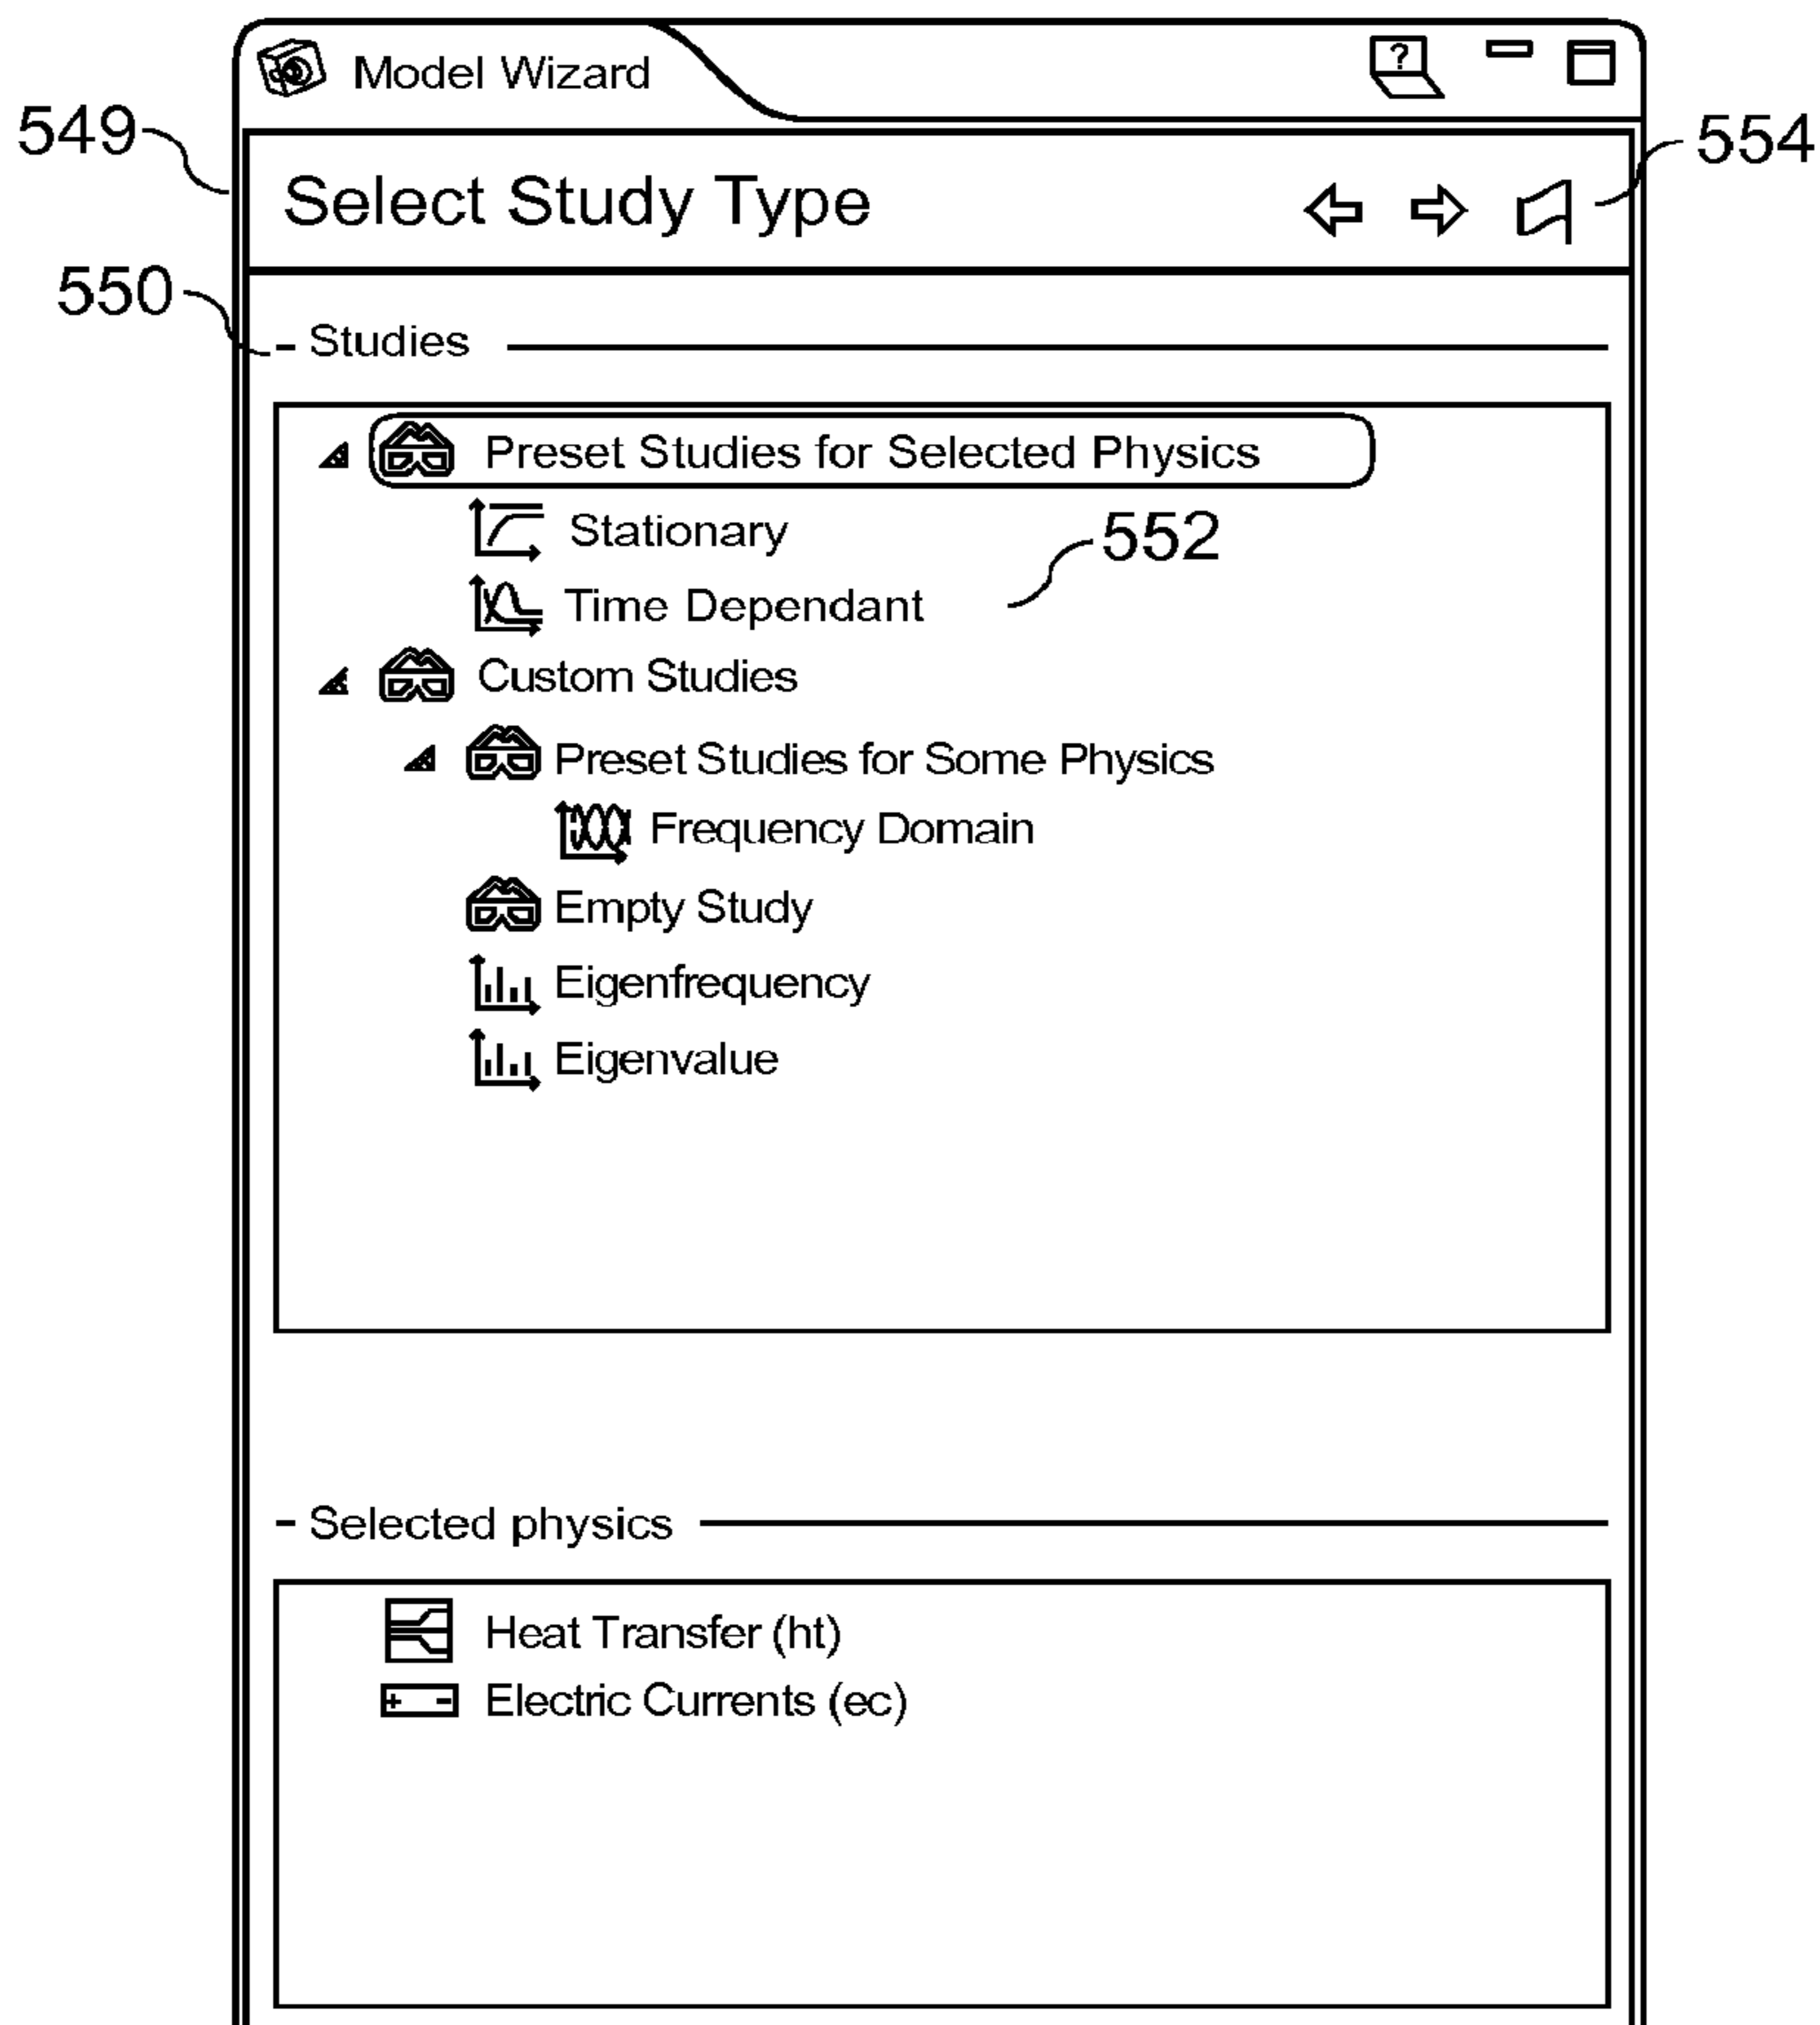 Model Wizard ?
549
554
Select Study Type
550
- Studies
Preset Studies for Selected Physics
Stationary
552
Time Dependant
Custom Studies
Preset Studies for Some Physics
Frequency Domain
Empty Study
Eigenfrequency
Eigenvalue
- Selected physics
Heat Transfer (ht)
+ - Electric Currents (ec)